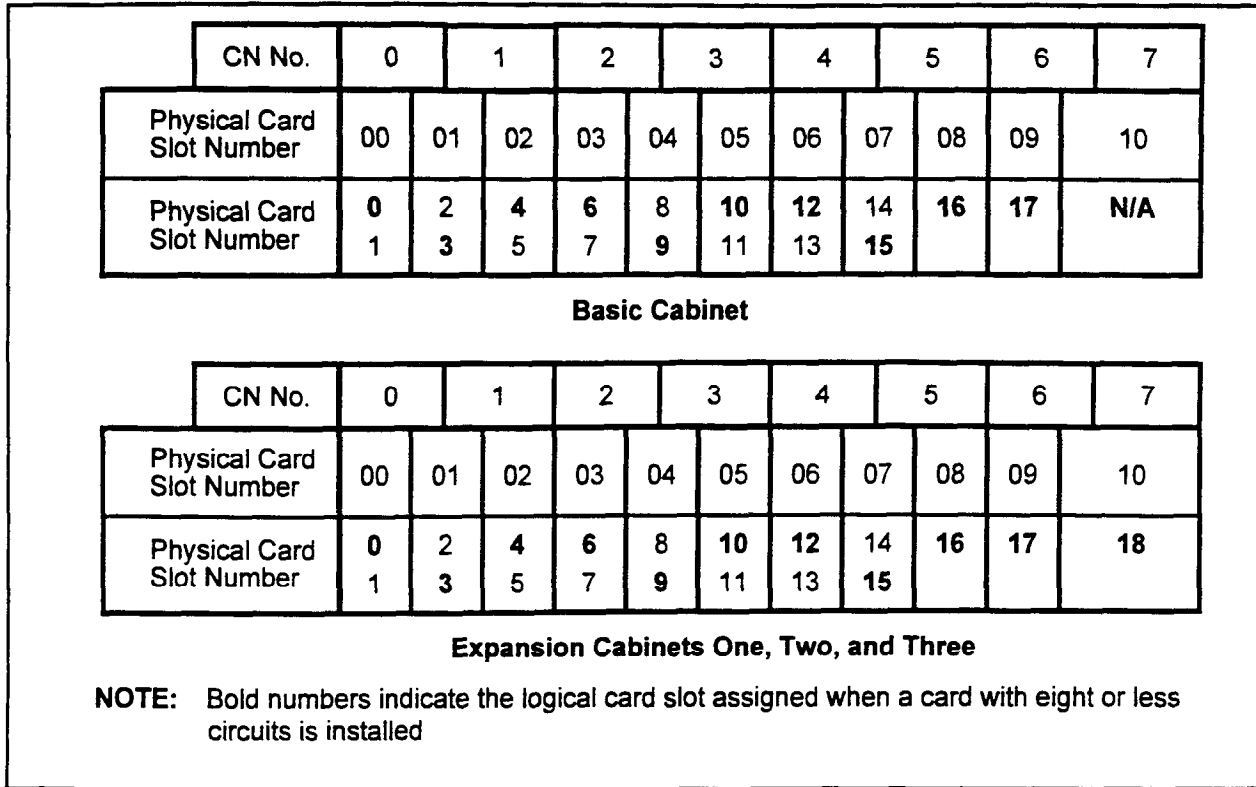 CN No. 0 1 2 3 4 5 6 7
Physical Card
Slot Number 00 01 02 03 04 05 06 07 08 09 10
Physical Card 0 2 4 6 8 10 12 14 16 17 N/A
Slot Number 1 3 5 7 9 11 13 15
Basic Cabinet
CN No. 0 1 2 3 4 5 6 7
Physical Card
Slot Number 00 01 02 03 04 05 06 07 08 09 10
Physical Card 0 2 4 6 8 10 12 14 16 17 18
Slot Number 1 3 5 7 9 11 13 15
Expansion Cabinets One, Two, and Three
NOTE: Bold numbers indicate the logical card slot assigned when a card with eight or less
circuits is installed